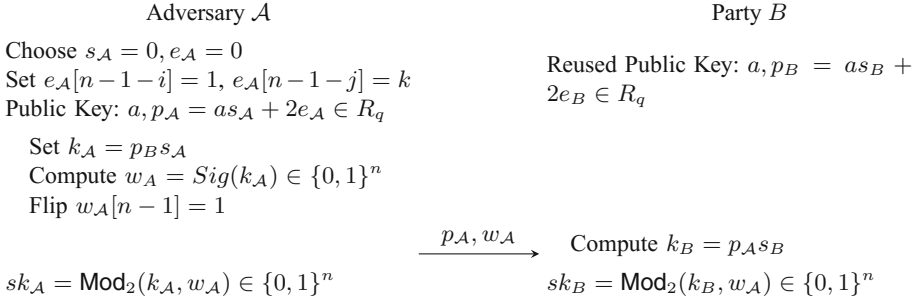 Adversary 𝒜
Party B
Choose s_𝒜 = 0, e_𝒜 = 0
Set e_𝒜[n − 1 − i] = 1, e_𝒜[n − 1 − j] = k
Public Key: a, p_𝒜 = as_𝒜 + 2e_𝒜 ∈ R_q
Reused Public Key: a, p_B = as_B +
2e_B ∈ R_q
Set k_𝒜 = p_B s_𝒜
Compute w_A = Sig(k_𝒜) ∈ {0, 1}^n
Flip w_𝒜[n − 1] = 1
p_𝒜, w_𝒜
Compute k_B = p_𝒜 s_B
sk_𝒜 = Mod_2(k_𝒜, w_𝒜) ∈ {0, 1}^n
sk_B = Mod_2(k_B, w_𝒜) ∈ {0, 1}^n